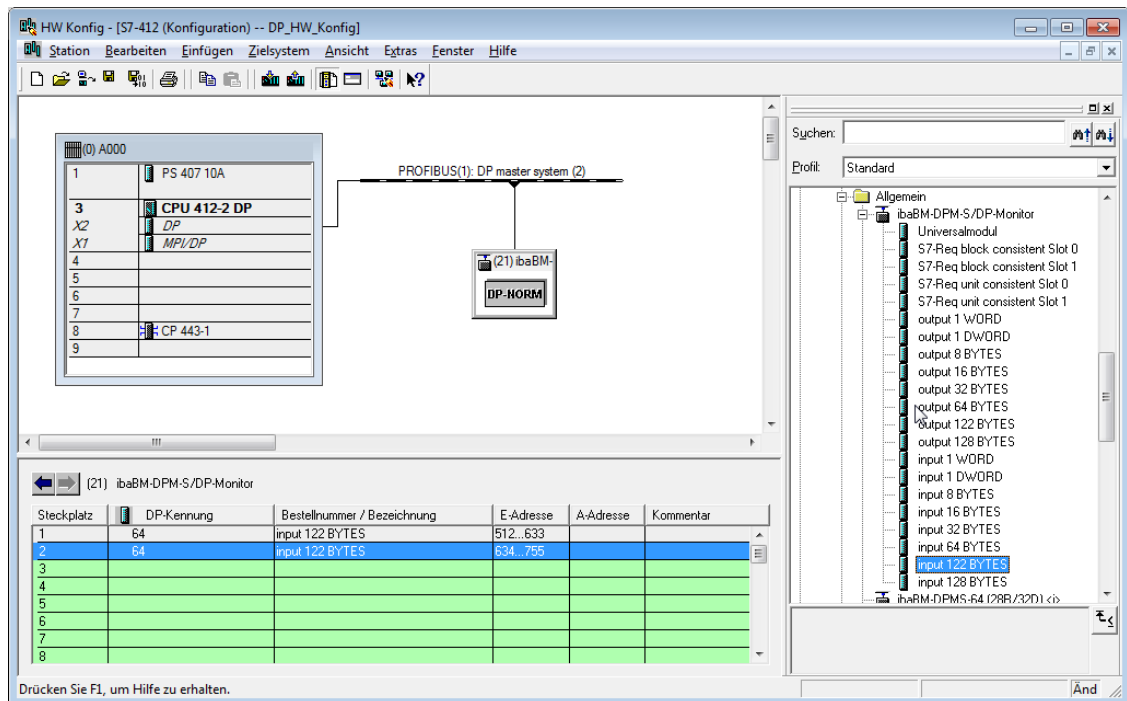 HW Konfig - [S7-412 (Konfiguration) -- DP_HW_Konfig]
Station Bearbeiten Einfügen Zielsystem Ansicht Extras Fenster Hilfe
(0) A000
1 PS 407 10A
3 CPU 412-2 DP
X2 DP
X1 MPI/DP
4
5
6
7
8 CP 443-1
9
PROFIBUS(1): DP master system (2)
(21) ibaBM-
DP-NORM
Suchen:
Profil: Standard
Allgemein
ibaBM-DPM-S/DP-Monitor
Universalmodul
S7-Req block consistent Slot 0
S7-Req block consistent Slot 1
S7-Req unit consistent Slot 0
S7-Req unit consistent Slot 1
output 1 WORD
output 1 DWORD
output 8 BYTES
output 16 BYTES
output 32 BYTES
output 64 BYTES
output 122 BYTES
output 128 BYTES
input 1 WORD
input 1 DWORD
input 8 BYTES
input 16 BYTES
input 32 BYTES
input 64 BYTES
input 122 BYTES
input 128 BYTES
ibaBM-DPMS-64 (28R/32D) <i>
(21) ibaBM-DPM-S/DP-Monitor
Steckplatz DP-Kennung Bestellnummer / Bezeichnung E-Adresse A-Adresse Kommentar
1 64 input 122 BYTES 512...633
2 64 input 122 BYTES 634...755
3
4
5
6
7
8
Drücken Sie F1, um Hilfe zu erhalten.
Änd